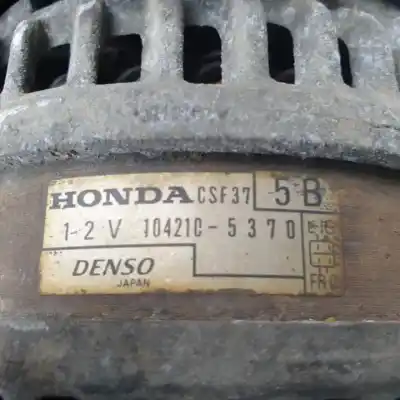 HONDA CSF37 5B
12V 104210-5370
DENSO
JAPAN
FR